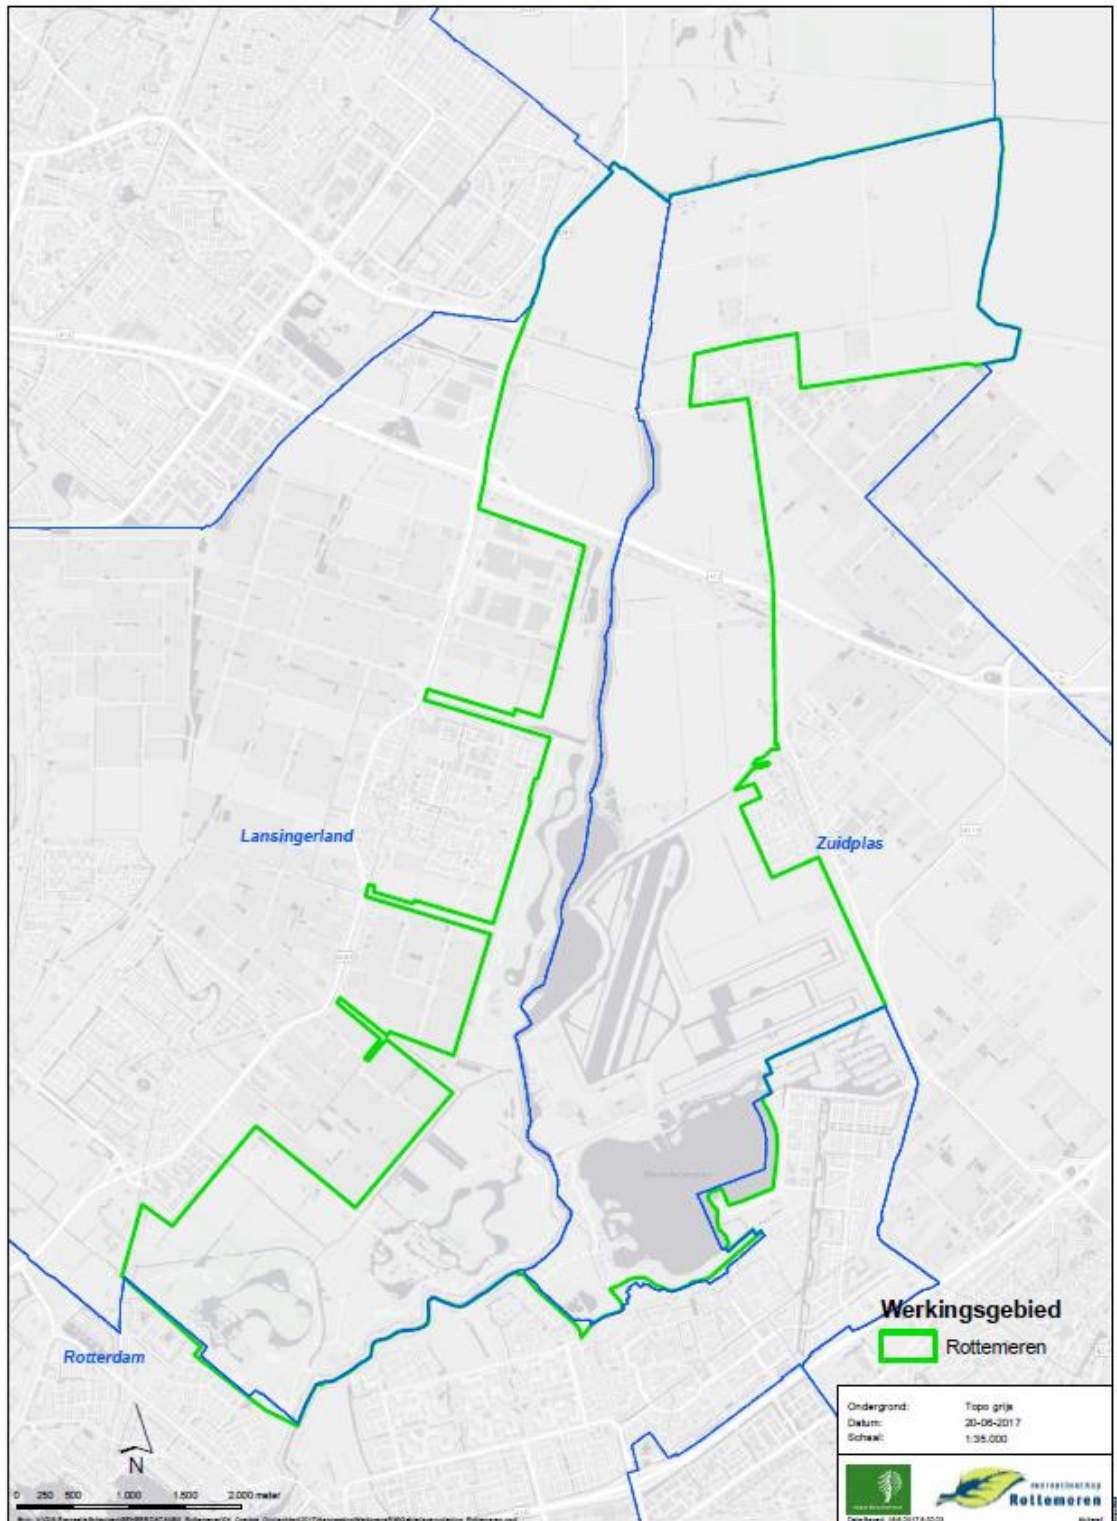 Lansingerland
Zuidplas
Rotterdam
Werkingsgebied
Rottemeren
Ondergrond: Topo grijs
Datum: 20-06-2017
Schaal: 1:35.000
N
0 250 500 1.000 1.500 2.000 meter
recreatieschap
Rottemeren